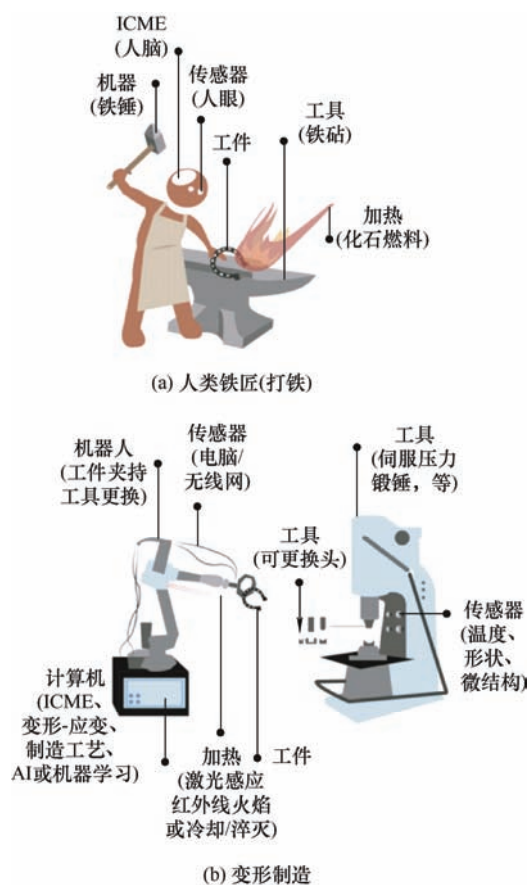 ICME
(人脑)
机器
(铁锤)
传感器
(人眼)
工件
工具
(铁砧)
加热
(化石燃料)
(a) 人类铁匠(打铁)
机器人
(工件夹持
工具更换)
传感器
(电脑/
无线网)
工具
(伺服压力
锻锤，等)
工具
(可更换头)
传感器
(温度、
形状、
微结构)
计算机
(ICME、
变形-应变、
制造工艺、
AI或机器学习)
加热
(激光感应
红外线火焰
或冷却/淬灭)
工件
(b) 变形制造